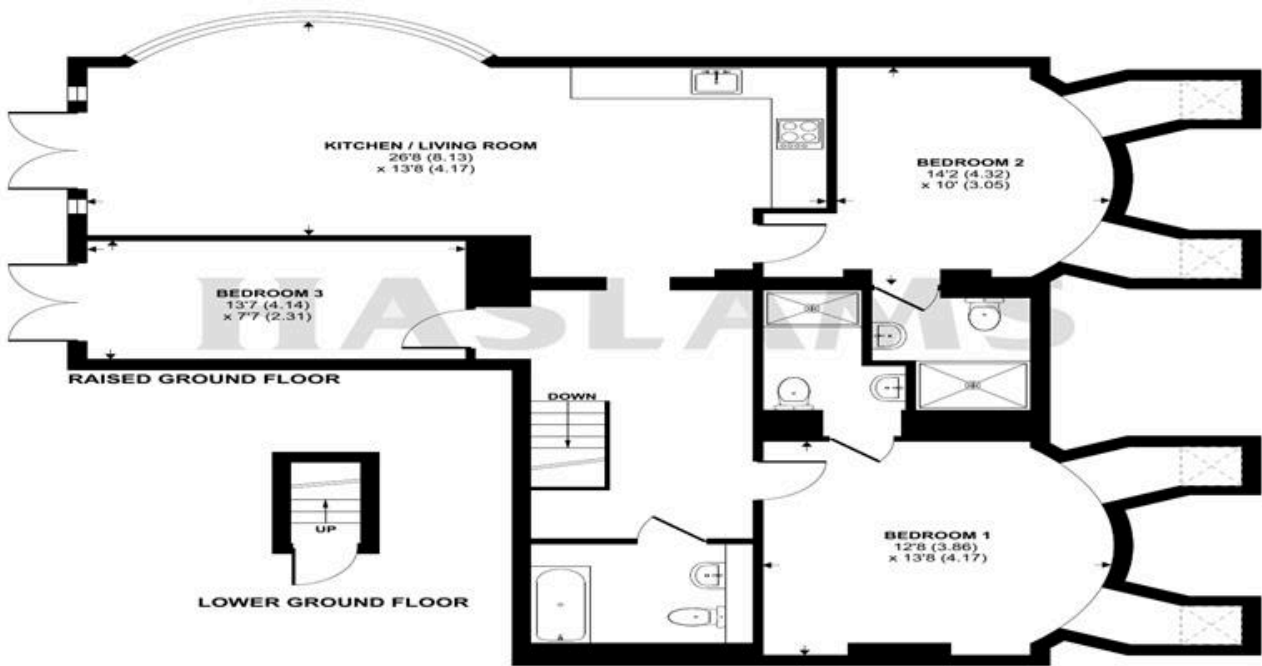 KITCHEN / LIVING ROOM
26'8 (8.13)
x 13'8 (4.17)
BEDROOM 2
14'2 (4.32)
x 10' (3.05)
BEDROOM 3
13'7 (4.14)
x 7'7 (2.31)
HASLAMS
RAISED GROUND FLOOR
DOWN
UP
BEDROOM 1
12'8 (3.86)
x 13'8 (4.17)
LOWER GROUND FLOOR